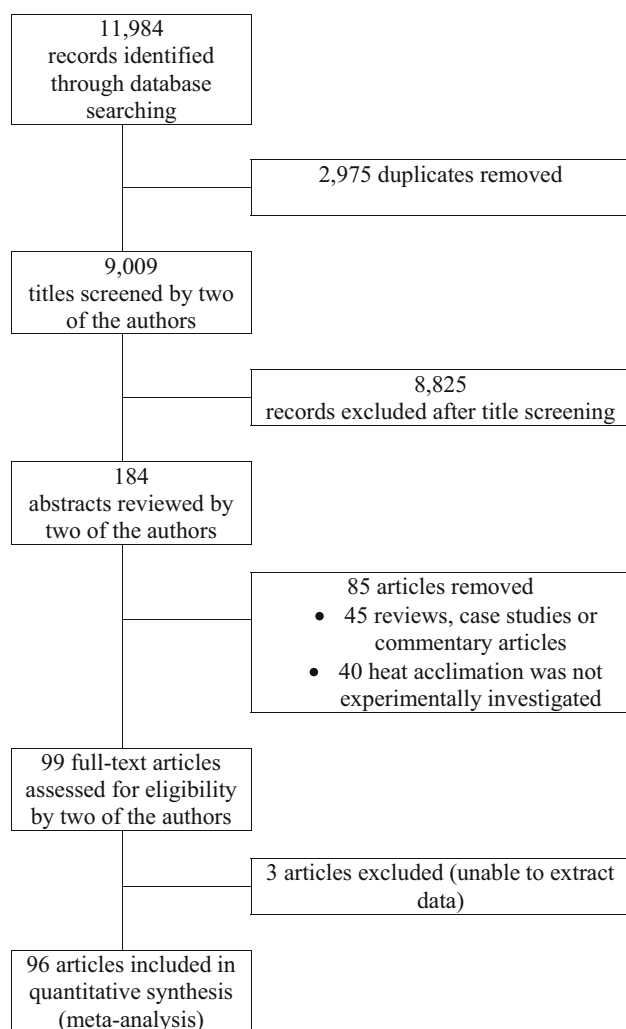 11,984
records identified
through database
searching
2,975 duplicates removed
9,009
titles screened by two
of the authors
8,825
records excluded after title screening
184
abstracts reviewed by
two of the authors
85 articles removed
• 45 reviews, case studies or
commentary articles
• 40 heat acclimation was not
experimentally investigated
99 full-text articles
assessed for eligibility
by two of the authors
3 articles excluded (unable to extract
data)
96 articles included in
quantitative synthesis
(meta-analysis)